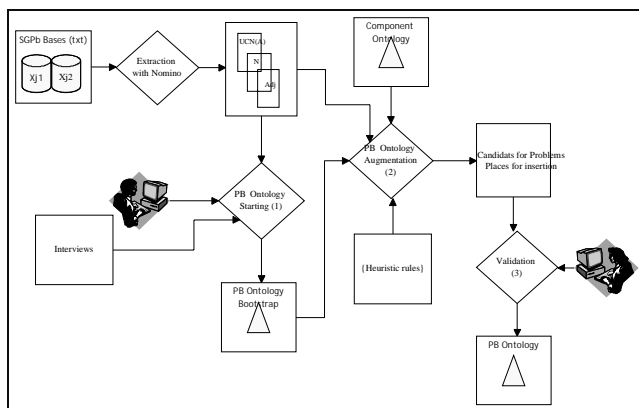 SGPb Bases (txt)
Xj1
Xj2
Extraction
with Nomino
UCN(A)
N
Adj
Component
Ontology
PB Ontology
Augmentation
(2)
Candidats for Problems
Places for insertion
PB Ontology
Starting (1)
Interviews
{Heuristic rules}
Validation
(3)
PB Ontology
Bootstrap
PB Ontology